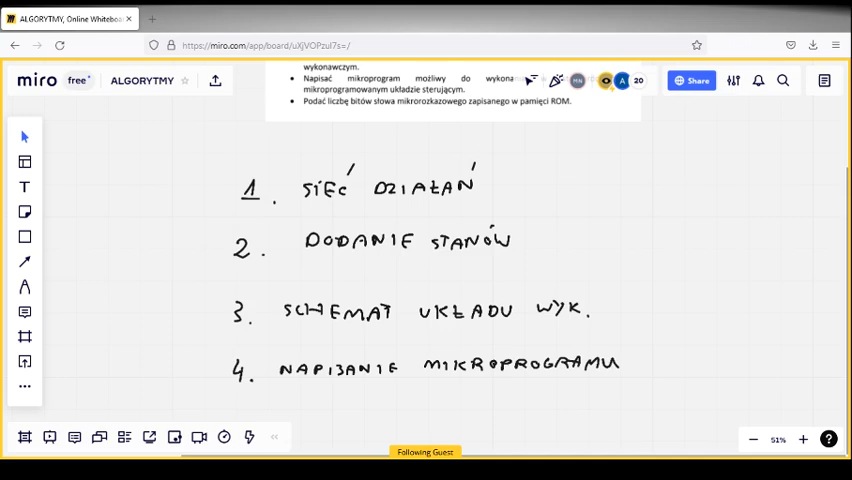 ALGORYTMY, Online Whiteboa
https://miro.com/app/board/uXjVOPzuI7s=/
miro free ALGORYTMY MN A 20 Share
wykonawczym.
• Napisać mikroprogram możliwy do
mikroprogramowanym układzie sterującym.
• Podać liczbę bitów słowa mikrorozkazowego zapisanego w pamięci ROM.
1. SIEĆ DZIAŁAŃ
2. DODANIE STANÓW
3. SCHEMAT UKŁADU WYK.
4. NAPISANIE MIKROPROGRAMU
51%
Following Guest